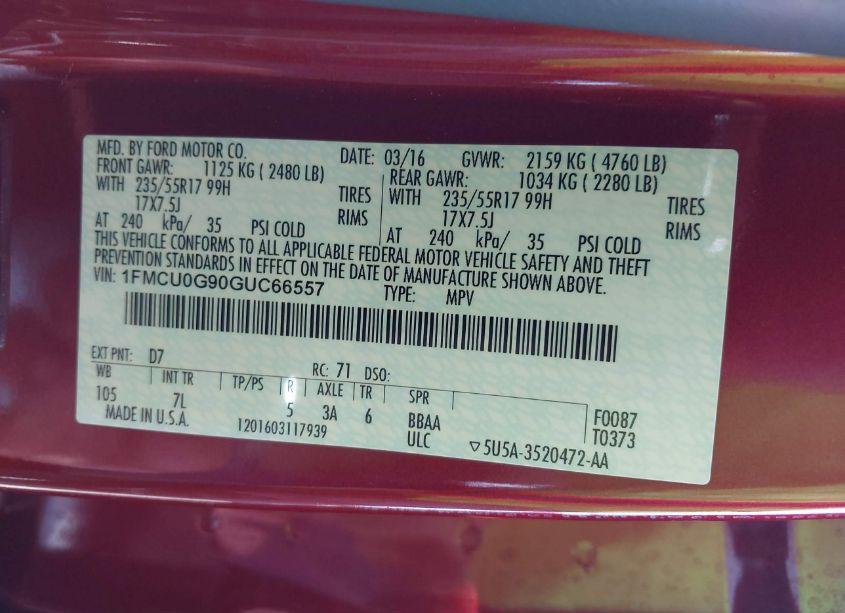 MFD. BY FORD MOTOR CO. DATE: 03/16 GVWR: 2159 KG ( 4760 LB)
FRONT GAWR: 1125 KG ( 2480 LB) REAR GAWR: 1034 KG ( 2280 LB)
WITH 235/55R17 99H TIRES WITH 235/55R17 99H TIRES
17X7.5J RIMS 17X7.5J RIMS
AT 240 kPa/ 35 PSI COLD AT 240 kPa/ 35 PSI COLD
THIS VEHICLE CONFORMS TO ALL APPLICABLE FEDERAL MOTOR VEHICLE SAFETY AND THEFT
PREVENTION STANDARDS IN EFFECT ON THE DATE OF MANUFACTURE SHOWN ABOVE.
VIN: 1FMCU0G90GUC66557 TYPE: MPV
EXT PNT: D7 RC: 71 DSO:
WB INT TR TP/PS R AXLE TR SPR
105 7L 5 3A 6 BBAA F0087
MADE IN U.S.A. 1201603117939 ULC T0373
▽5U5A-3520472-AA